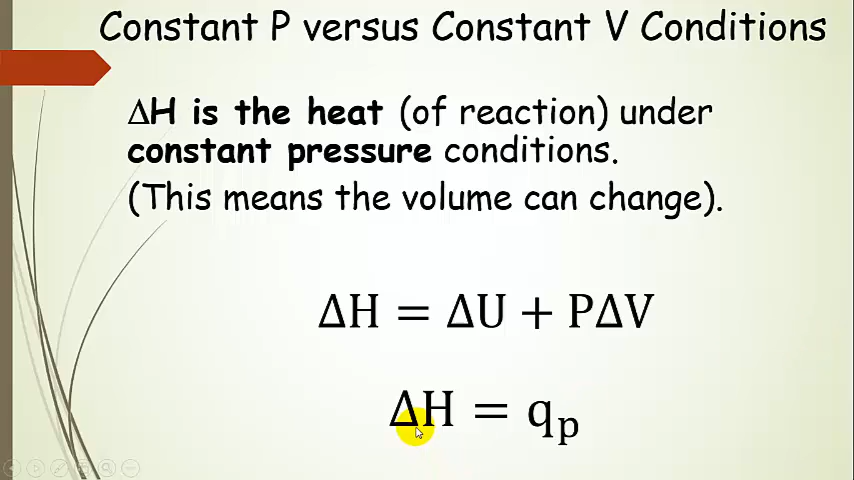 Constant P versus Constant V Conditions
ΔH is the heat (of reaction) under
constant pressure conditions.
(This means the volume can change).
ΔH = ΔU + PΔV
ΔH = qₚ